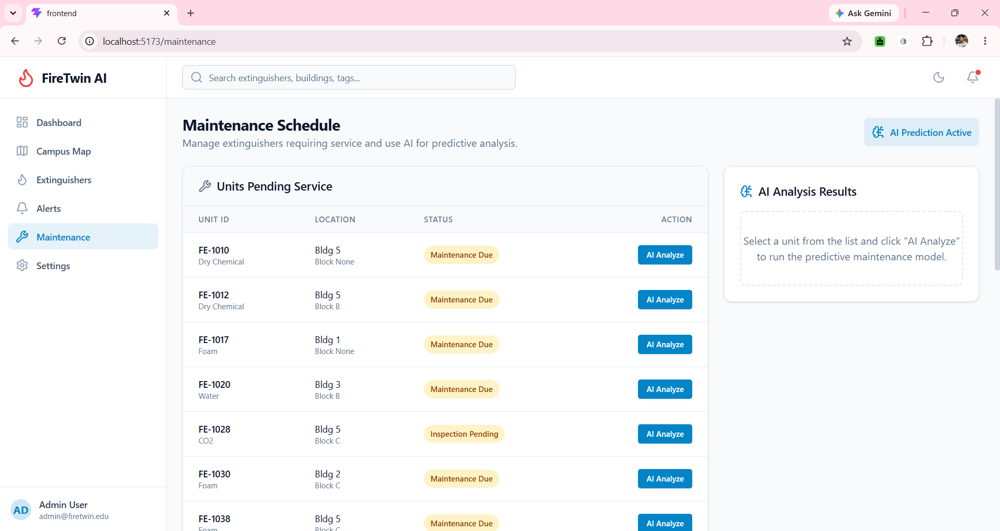 frontend
Ask Gemini
localhost:5173/maintenance
FireTwin AI
Search extinguishers, buildings, tags...
Dashboard
Campus Map
Extinguishers
Alerts
Maintenance
Settings
Admin User
AD
admin@firetwin.edu
Maintenance Schedule
Manage extinguishers requiring service and use AI for predictive analysis.
AI Prediction Active
Units Pending Service
UNIT ID LOCATION STATUS ACTION
FE-1010 Bldg 5 Maintenance Due AI Analyze
Dry Chemical Block None
FE-1012 Bldg 5 Maintenance Due AI Analyze
Dry Chemical Block B
FE-1017 Bldg 1 Maintenance Due AI Analyze
Foam Block None
FE-1020 Bldg 3 Maintenance Due AI Analyze
Water Block B
FE-1028 Bldg 5 Inspection Pending AI Analyze
CO2 Block C
FE-1030 Bldg 2 Maintenance Due AI Analyze
Foam Block C
FE-1038 Bldg 5 Maintenance Due AI Analyze
Foam Block C
AI Analysis Results
Select a unit from the list and click "AI Analyze"
to run the predictive maintenance model.